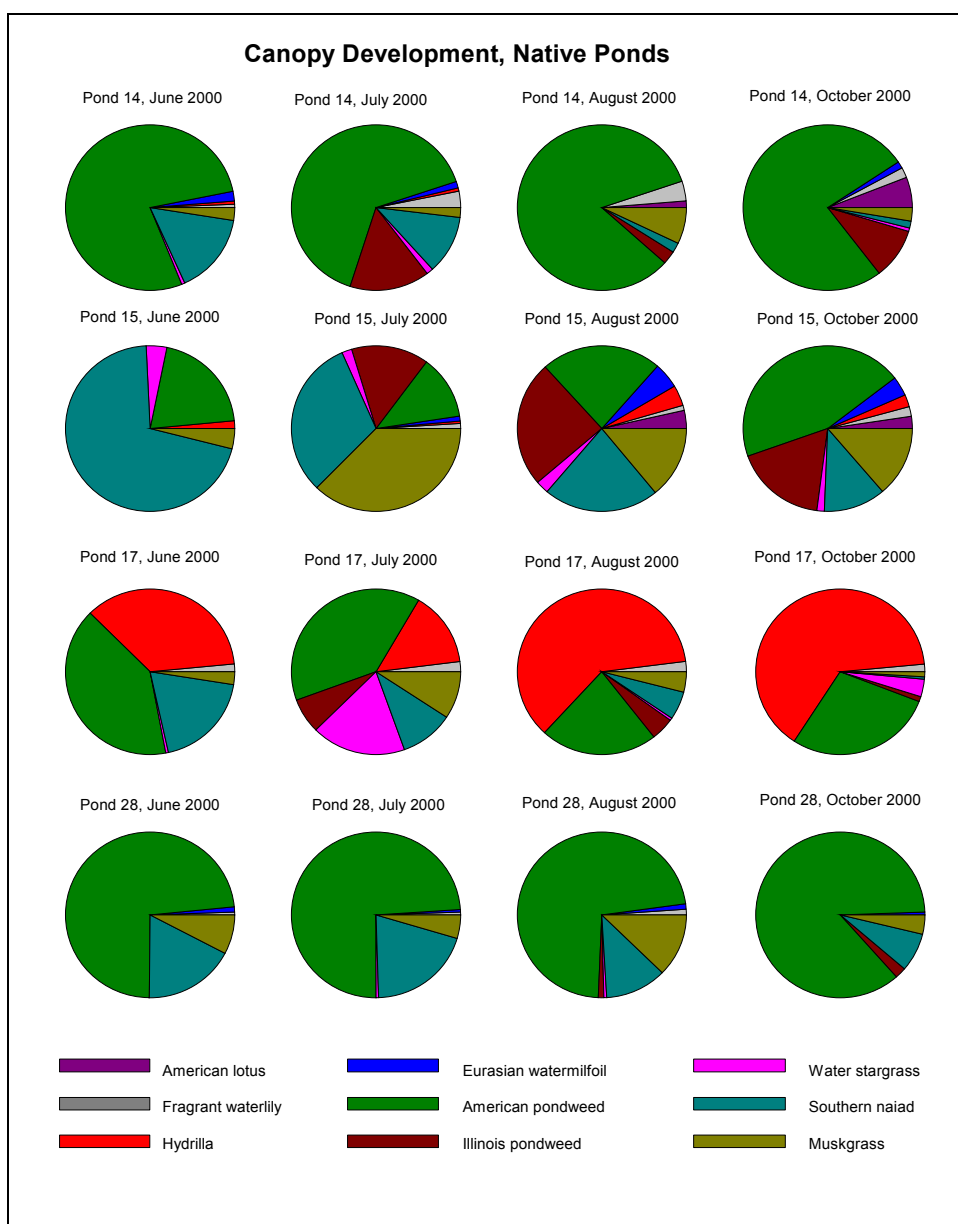 Canopy Development, Native Ponds
Pond 14, June 2000
Pond 14, July 2000
Pond 14, August 2000
Pond 14, October 2000
Pond 15, June 2000
Pond 15, July 2000
Pond 15, August 2000
Pond 15, October 2000
Pond 17, June 2000
Pond 17, July 2000
Pond 17, August 2000
Pond 17, October 2000
Pond 28, June 2000
Pond 28, July 2000
Pond 28, August 2000
Pond 28, October 2000
American lotus
Eurasian watermilfoil
Water stargrass
Fragrant waterlily
American pondweed
Southern naiad
Hydrilla
Illinois pondweed
Muskgrass